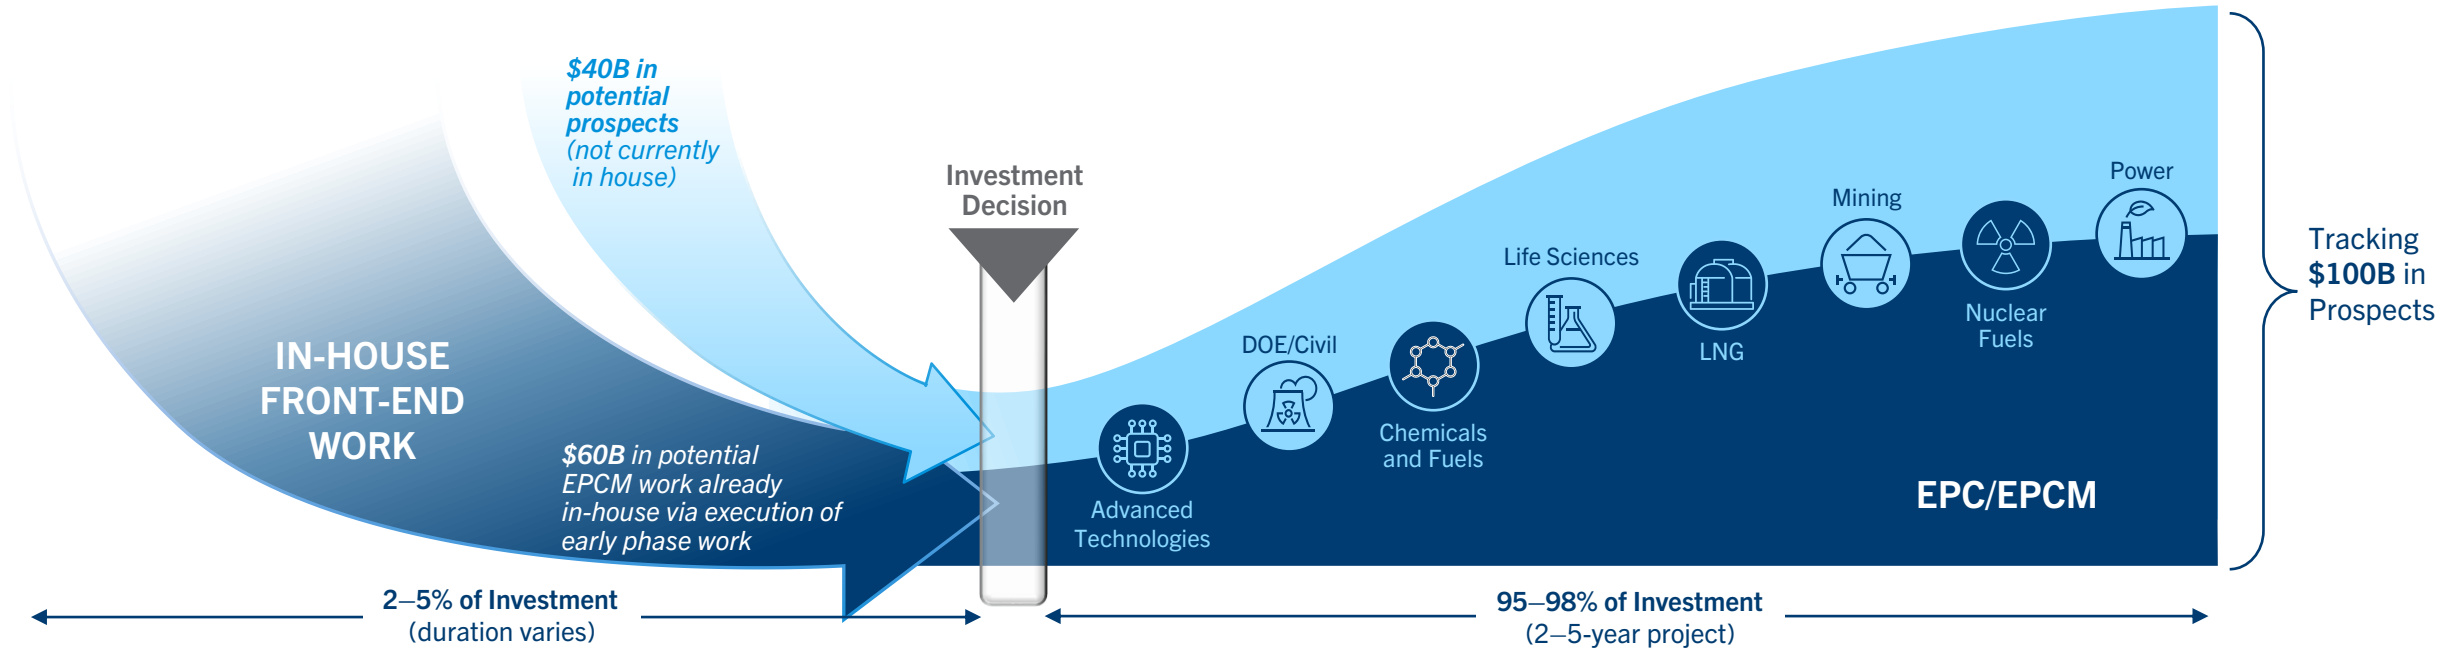 $40B in
potential
prospects
(not currently
in house)
IN-HOUSE
FRONT-END
WORK
$60B in potential
EPCM work already
in-house via execution of
early phase work
Investment
Decision
Advanced
Technologies
DOE/Civil
Chemicals
and Fuels
Life Sciences
LNG
Mining
Nuclear
Fuels
Power
EPC/EPCM
Tracking
$100B in
Prospects
2–5% of Investment
(duration varies)
95–98% of Investment
(2–5-year project)